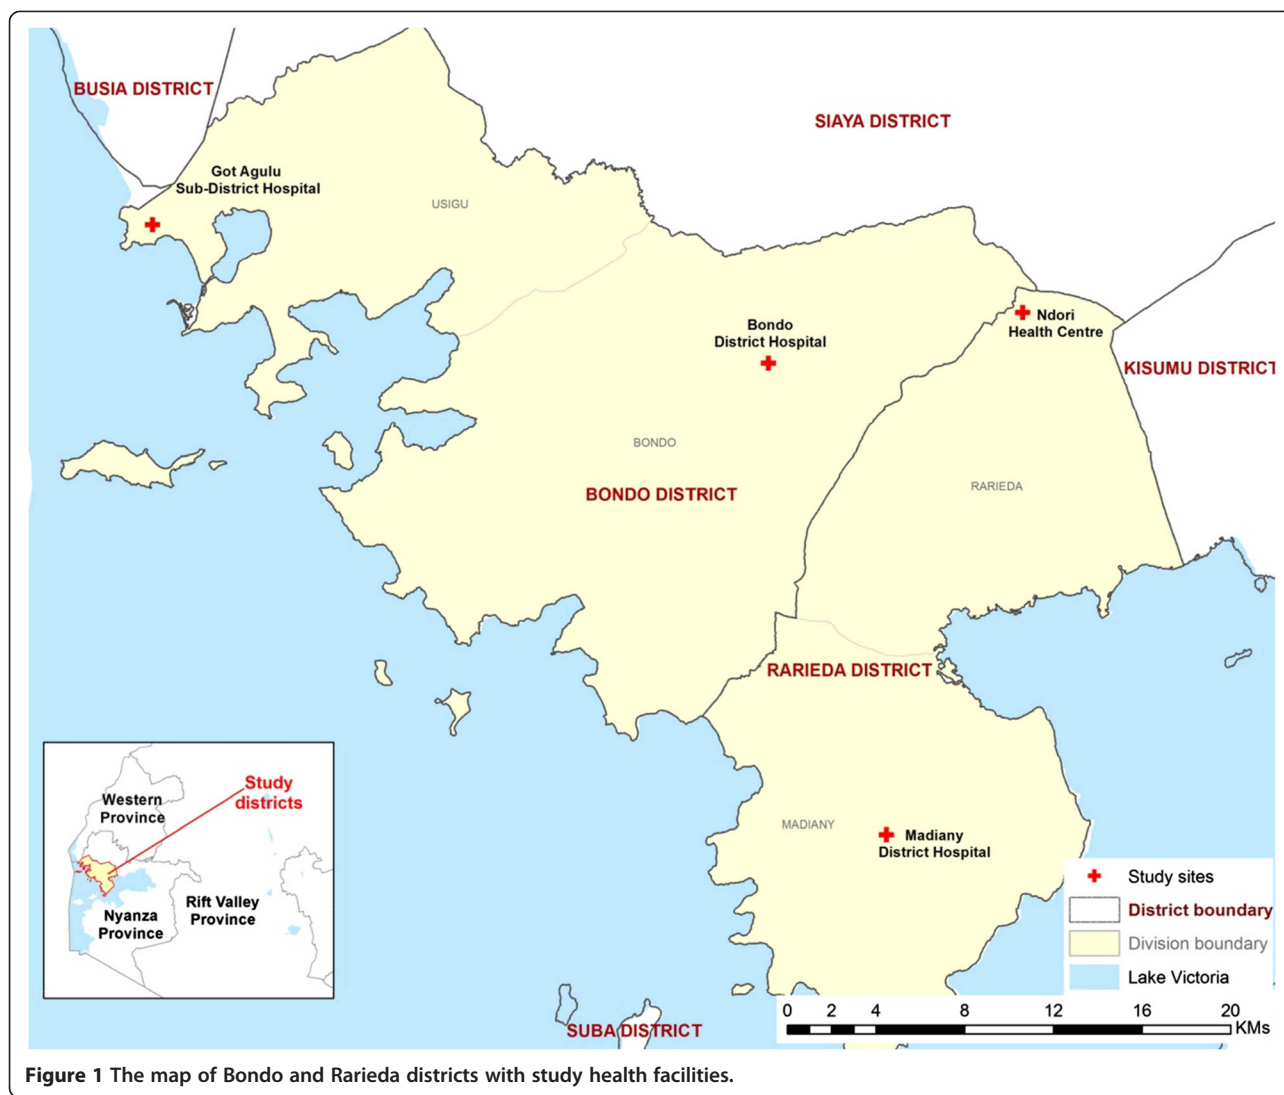 BUSIA DISTRICT
SIAYA DISTRICT
Got Agulu
Sub-District Hospital
USIGU
Bondo
District Hospital
Ndori
Health Centre
KISUMU DISTRICT
BONDO
BONDO DISTRICT
RARIEDA
RARIEDA DISTRICT
MADIANY
Madiany
District Hospital
Study
districts
Western
Province
Rift Valley
Province
Nyanza
Province
Study sites
District boundary
Division boundary
Lake Victoria
0 2 4 8 12 16 20
KMs
SUBA DISTRICT
Figure 1 The map of Bondo and Rarieda districts with study health facilities.